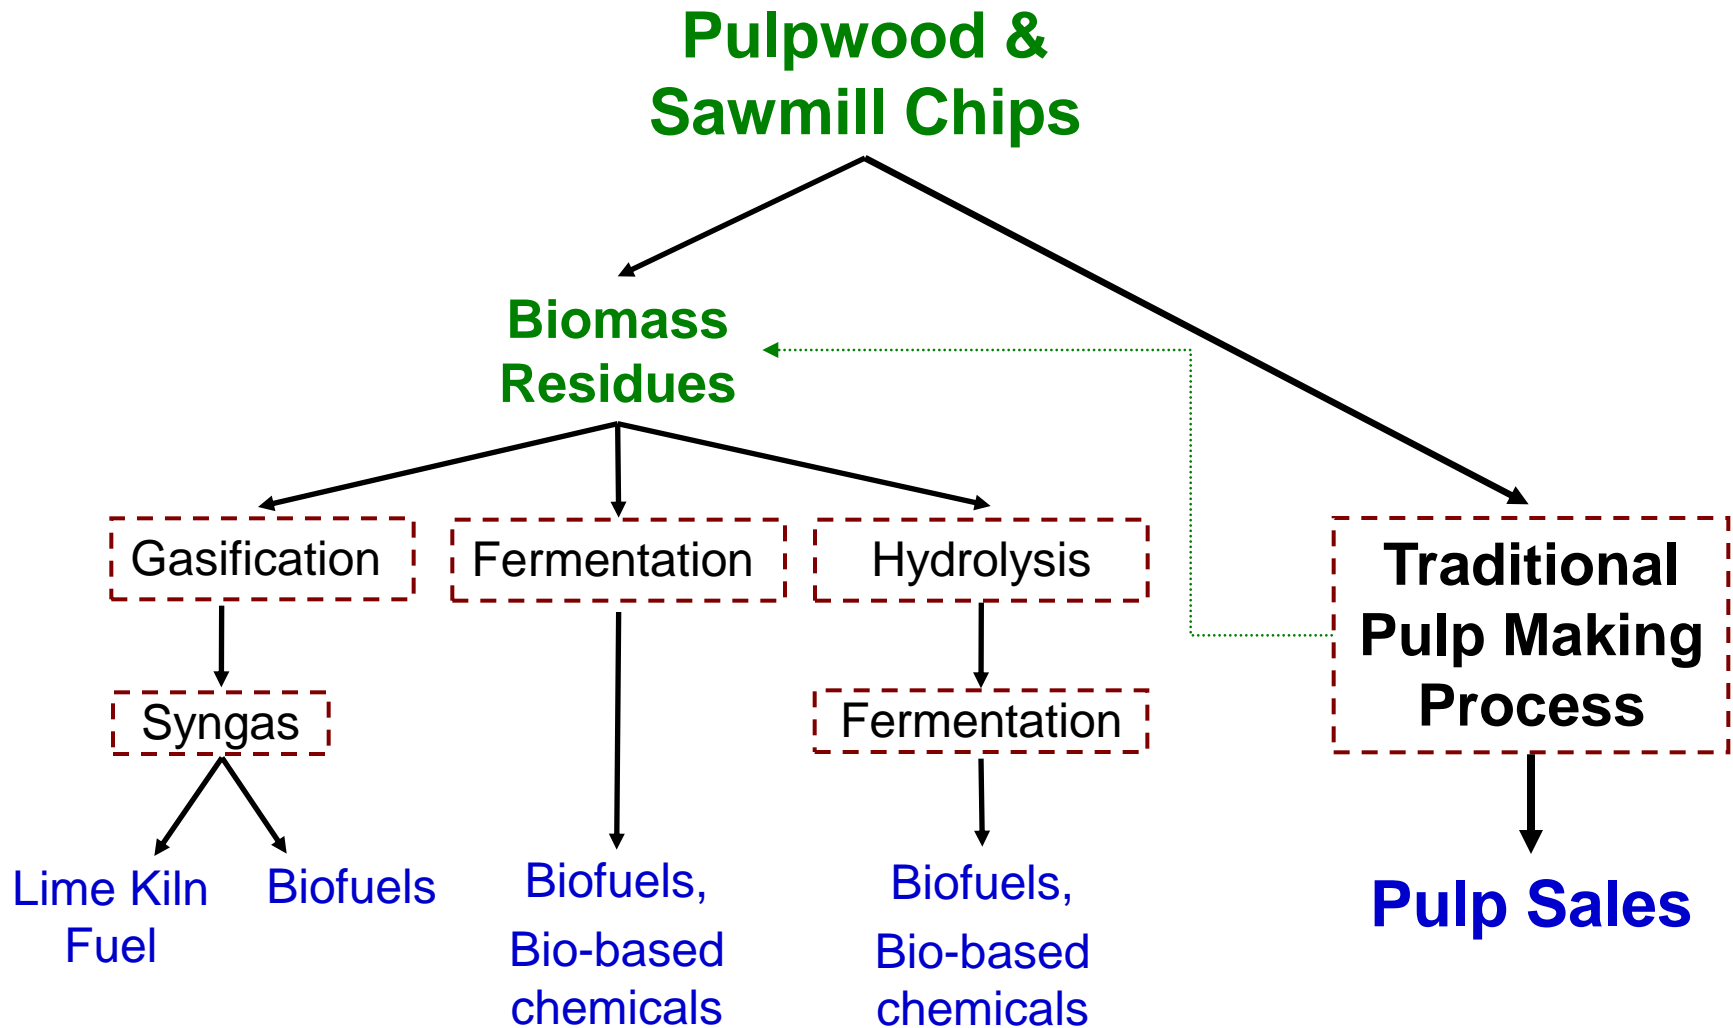 Pulpwood &
Sawmill Chips
Biomass
Residues
Gasification
Fermentation
Hydrolysis
Traditional
Pulp Making
Process
Syngas
Fermentation
Lime Kiln
Fuel
Biofuels
Biofuels,
Bio-based
chemicals
Biofuels,
Bio-based
chemicals
Pulp Sales